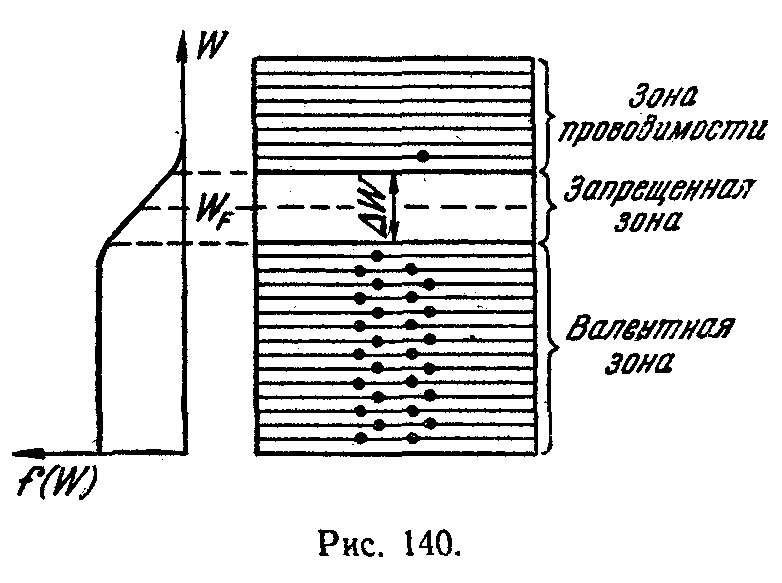 W
Зона
проводимости
W_F
ΔW
Запрещенная
зона
Валентная
зона
f(W)
Рис. 140.